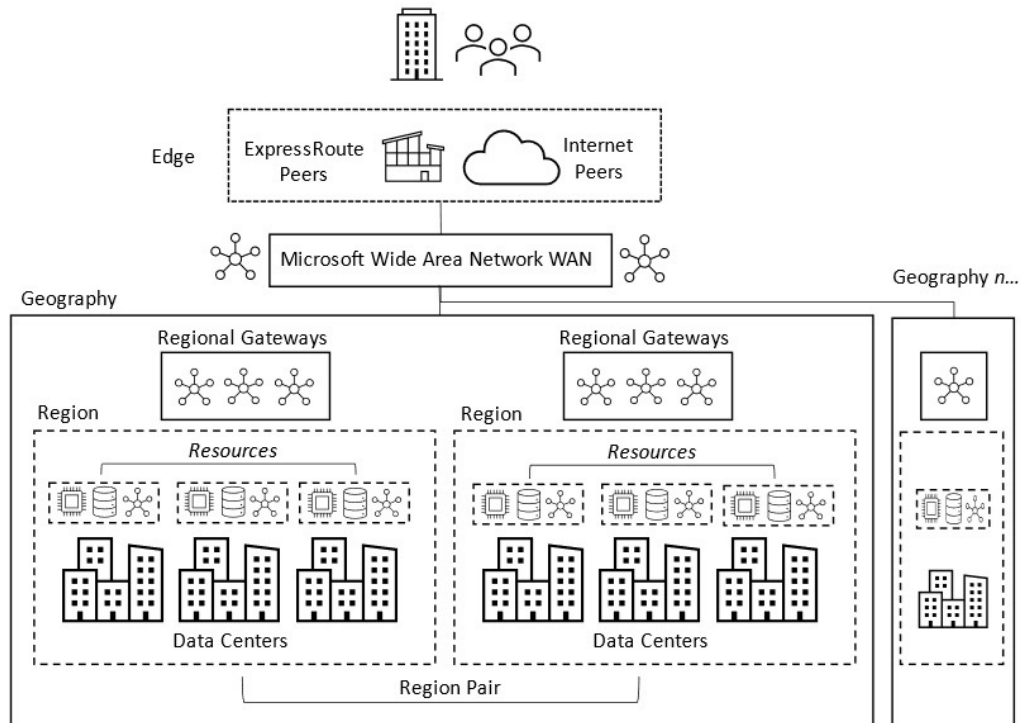 Edge
ExpressRoute
Peers
Internet
Peers
Microsoft Wide Area Network WAN
Geography
Geography n...
Regional Gateways
Regional Gateways
Region
Region
Resources
Resources
Data Centers
Data Centers
Region Pair